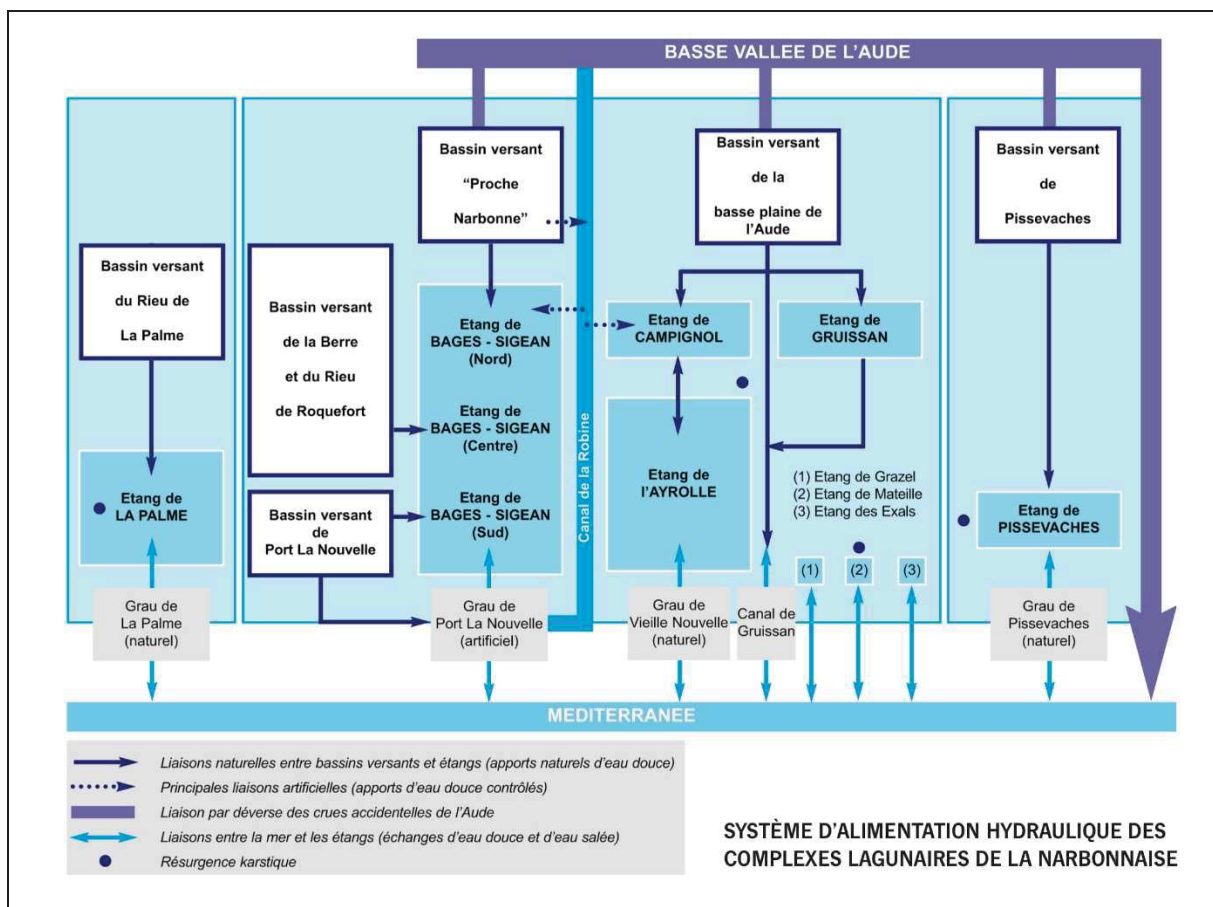 BASSE VALLEE DE L'AUDE
Bassin versant
du Rieu de
La Palme
Etang de
LA PALME
Grau de
La Palme
(naturel)
Bassin versant
de la Berre
et du Rieu
de Roquefort
Bassin versant
de
Port La Nouvelle
Bassin versant
“Proche
Narbonne”
Etang de
BAGES - SIGEAN
(Nord)
Etang de
BAGES - SIGEAN
(Centre)
Etang de
BAGES - SIGEAN
(Sud)
Grau de
Port La Nouvelle
(artificiel)
Canal de la Robine
Bassin versant
de la
basse plaine de
l'Aude
Etang de
CAMPIGNOL
Etang de
GRUISSAN
Etang de
l'AYROLLE
(1) Etang de Grazel
(2) Etang de Mateille
(3) Etang des Exals
(1)
(2)
(3)
Grau de
Vieille Nouvelle
(naturel)
Canal de
Gruissan
Bassin versant
de
Pissevaches
Etang de
PISSEVACHES
Grau de
Pissevaches
(naturel)
MEDITERRANEE
Liaisons naturelles entre bassins versants et étangs (apports naturels d'eau douce)
Principales liaisons artificielles (apports d'eau douce contrôlés)
Liaison par déverse des crues accidentelles de l'Aude
Liaisons entre la mer et les étangs (échanges d'eau douce et d'eau salée)
Résurgence karstique
SYSTÈME D'ALIMENTATION HYDRAULIQUE DES
COMPLEXES LAGUNAIRES DE LA NARBONNAISE